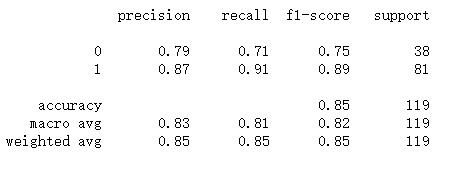 precision recall f1-score support
0 0.79 0.71 0.75 38
1 0.87 0.91 0.89 81
accuracy 0.85 119
macro avg 0.83 0.81 0.82 119
weighted avg 0.85 0.85 0.85 119